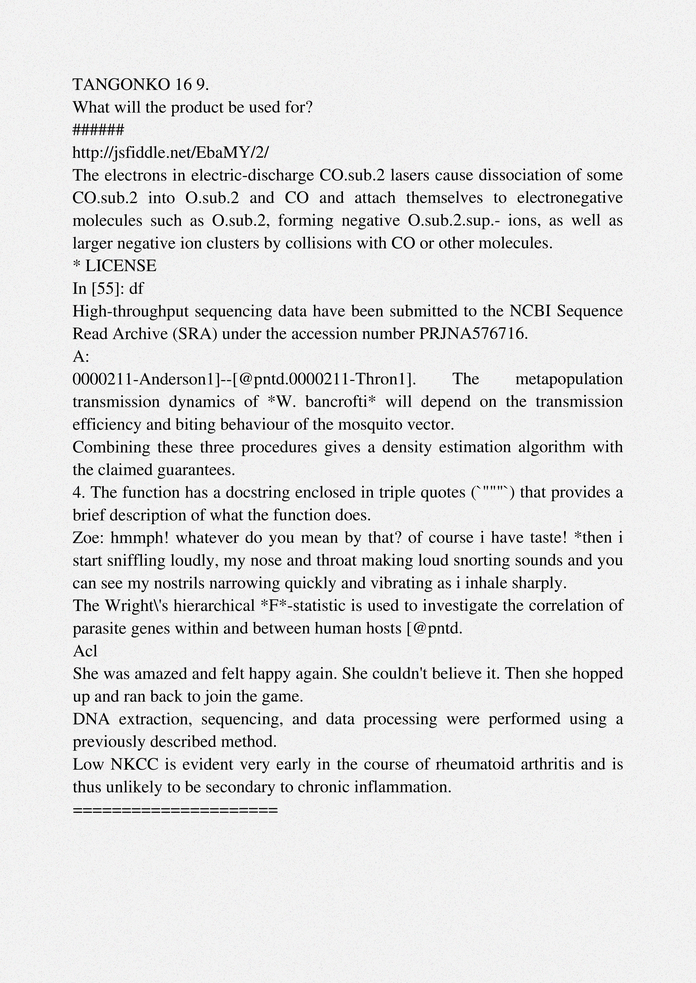 TANGONKO 16 9.
What will the product be used for?
######
http://jsfiddle.net/EbaMY/2/
The electrons in electric-discharge CO.sub.2 lasers cause dissociation of some
CO.sub.2 into O.sub.2 and CO and attach themselves to electronegative
molecules such as O.sub.2, forming negative O.sub.2.sup.- ions, as well as
larger negative ion clusters by collisions with CO or other molecules.
* LICENSE
In [55]: df
High-throughput sequencing data have been submitted to the NCBI Sequence
Read Archive (SRA) under the accession number PRJNA576716.
A:
0000211-Anderson1]--[@pntd.0000211-Thron1]. The metapopulation
transmission dynamics of *W. bancrofti* will depend on the transmission
efficiency and biting behaviour of the mosquito vector.
Combining these three procedures gives a density estimation algorithm with
the claimed guarantees.
4. The function has a docstring enclosed in triple quotes (`"""`) that provides a
brief description of what the function does.
Zoe: hmmph! whatever do you mean by that? of course i have taste! *then i
start sniffling loudly, my nose and throat making loud snorting sounds and you
can see my nostrils narrowing quickly and vibrating as i inhale sharply.
The Wright\'s hierarchical *F*-statistic is used to investigate the correlation of
parasite genes within and between human hosts [@pntd.
Acl
She was amazed and felt happy again. She couldn't believe it. Then she hopped
up and ran back to join the game.
DNA extraction, sequencing, and data processing were performed using a
previously described method.
Low NKCC is evident very early in the course of rheumatoid arthritis and is
thus unlikely to be secondary to chronic inflammation.
=====================